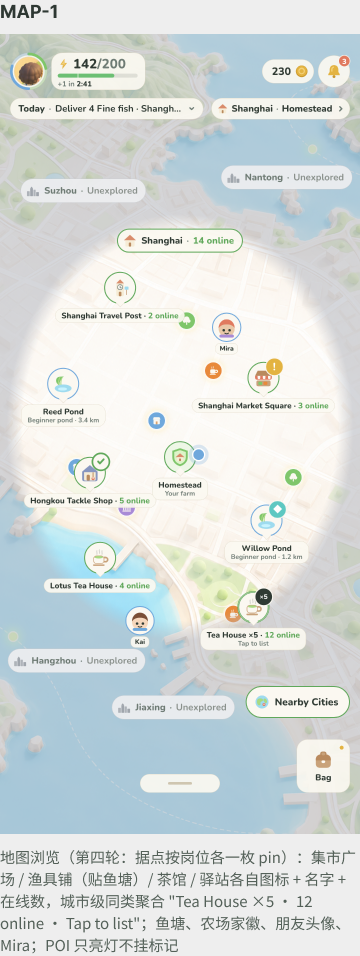 MAP-1
142/200
+1 in 2:41
230
3
Today · Deliver 4 Fine fish · Shangh...
Shanghai · Homestead
Nantong · Unexplored
Suzhou · Unexplored
Shanghai · 14 online
Shanghai Travel Post · 2 online
Mira
!
Reed Pond
Beginner pond · 3.4 km
Shanghai Market Square · 3 online
Homestead
Your farm
Hongkou Tackle Shop · 5 online
Willow Pond
Beginner pond · 1.2 km
Lotus Tea House · 4 online
×5
Kai
Tea House ×5 · 12 online
Tap to list
Hangzhou · Unexplored
Jiaxing · Unexplored
Nearby Cities
Bag
地图浏览（第四轮：据点按岗位各一枚 pin）：集市广
场 / 渔具铺（贴鱼塘）/ 茶馆 / 驿站各自图标 + 名字 +
在线数，城市级同类聚合 "Tea House ×5 · 12
online · Tap to list"；鱼塘、农场家徽、朋友头像、
Mira；POI 只亮灯不挂标记